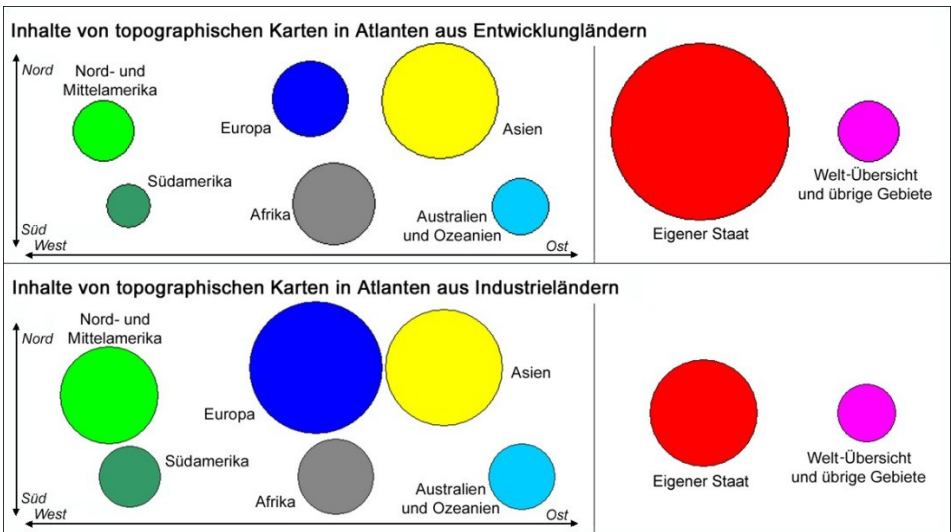 Inhalte von topographischen Karten in Atlanten aus Entwicklungländern
Nord
Nord- und
Mittelamerika
Europa
Asien
Südamerika
Afrika
Australien
und Ozeanien
Süd
West
Ost
Eigener Staat
Welt-Übersicht
und übrige Gebiete
Inhalte von topographischen Karten in Atlanten aus Industrieländern
Nord
Nord- und
Mittelamerika
Europa
Asien
Südamerika
Afrika
Australien
und Ozeanien
Süd
West
Ost
Eigener Staat
Welt-Übersicht
und übrige Gebiete